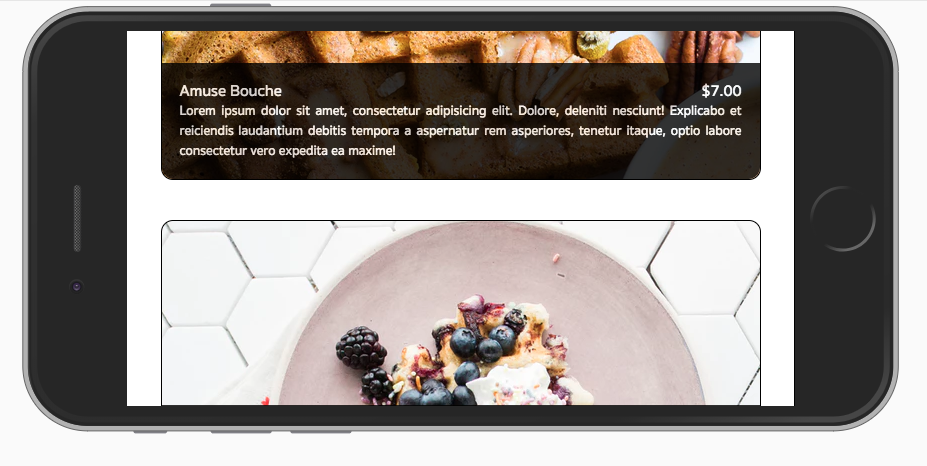 Amuse Bouche $7.00
Lorem ipsum dolor sit amet, consectetur adipisicing elit. Dolore, deleniti nesciunt! Explicabo et
reiciendis laudantium debitis tempora a aspernatur rem asperiores, tenetur itaque, optio labore
consectetur vero expedita ea maxime!